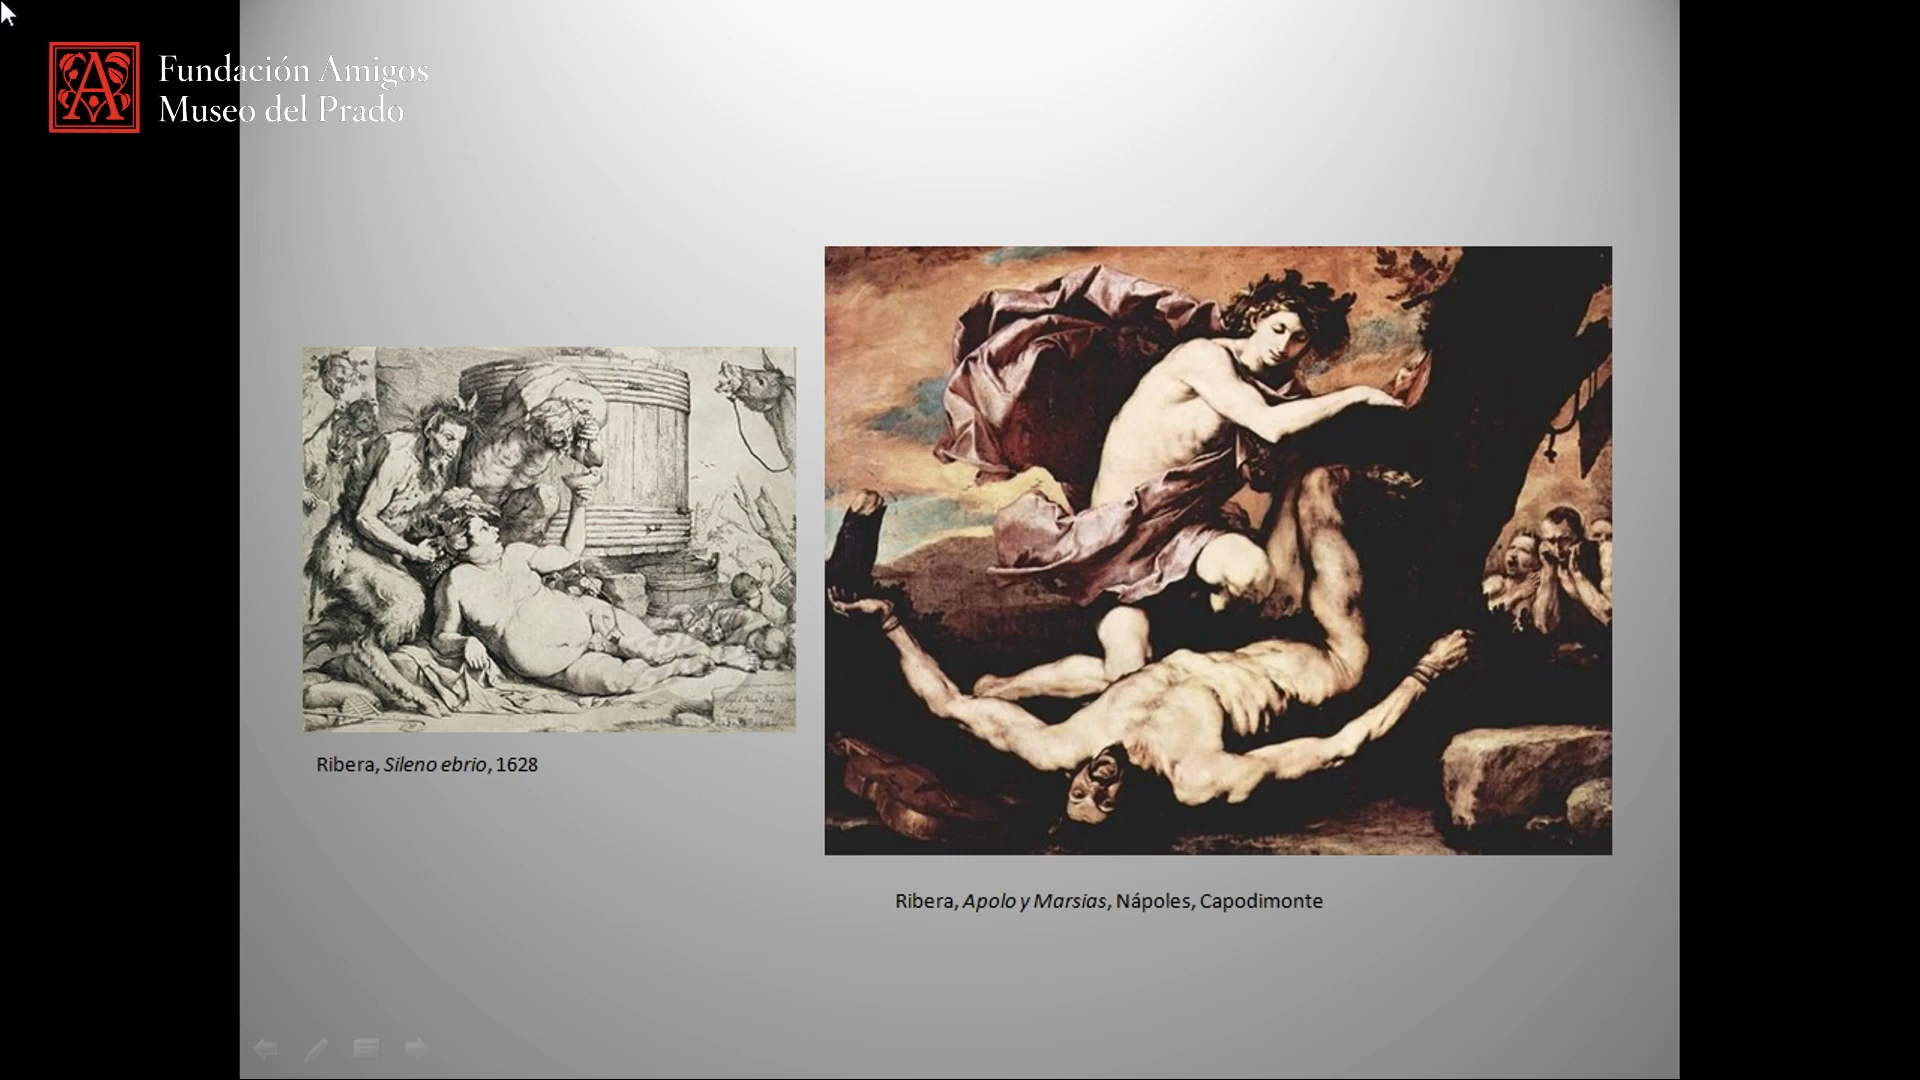 Fundación Amigos
Museo del Prado
Ribera, Sileno ebrio, 1628
Ribera, Apolo y Marsias, Nápoles, Capodimonte